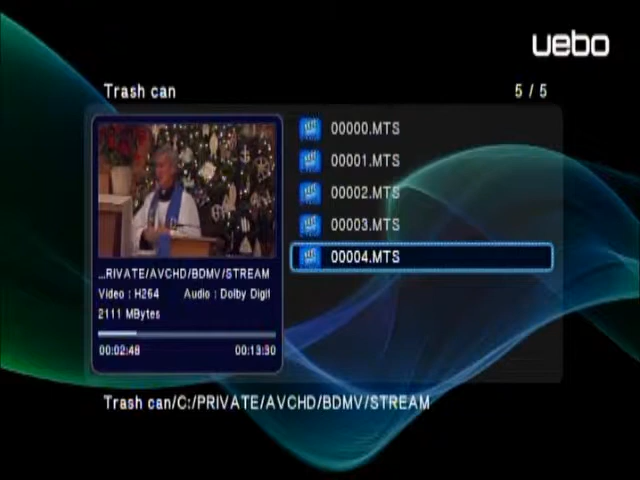 uebo
Trash can 5 / 5
00000.MTS
00001.MTS
00002.MTS
00003.MTS
00004.MTS
...RIVATE/AVCHD/BDMV/STREAM
Video : H264 Audio : Dolby Digit
2111 MBytes
00:02:48 00:13:30
Trash can/C:/PRIVATE/AVCHD/BDMV/STREAM